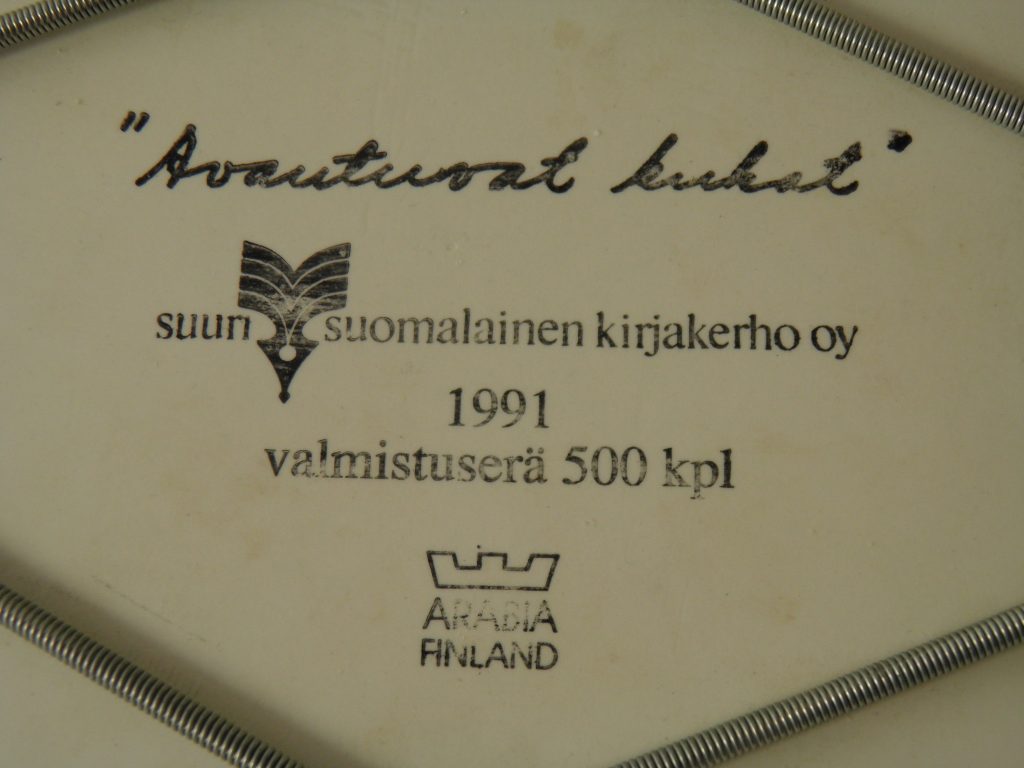 "Avautuvat kukat"
suuri suomalainen kirjakerho oy
1991
valmistuserä 500 kpl
ARABIA
FINLAND